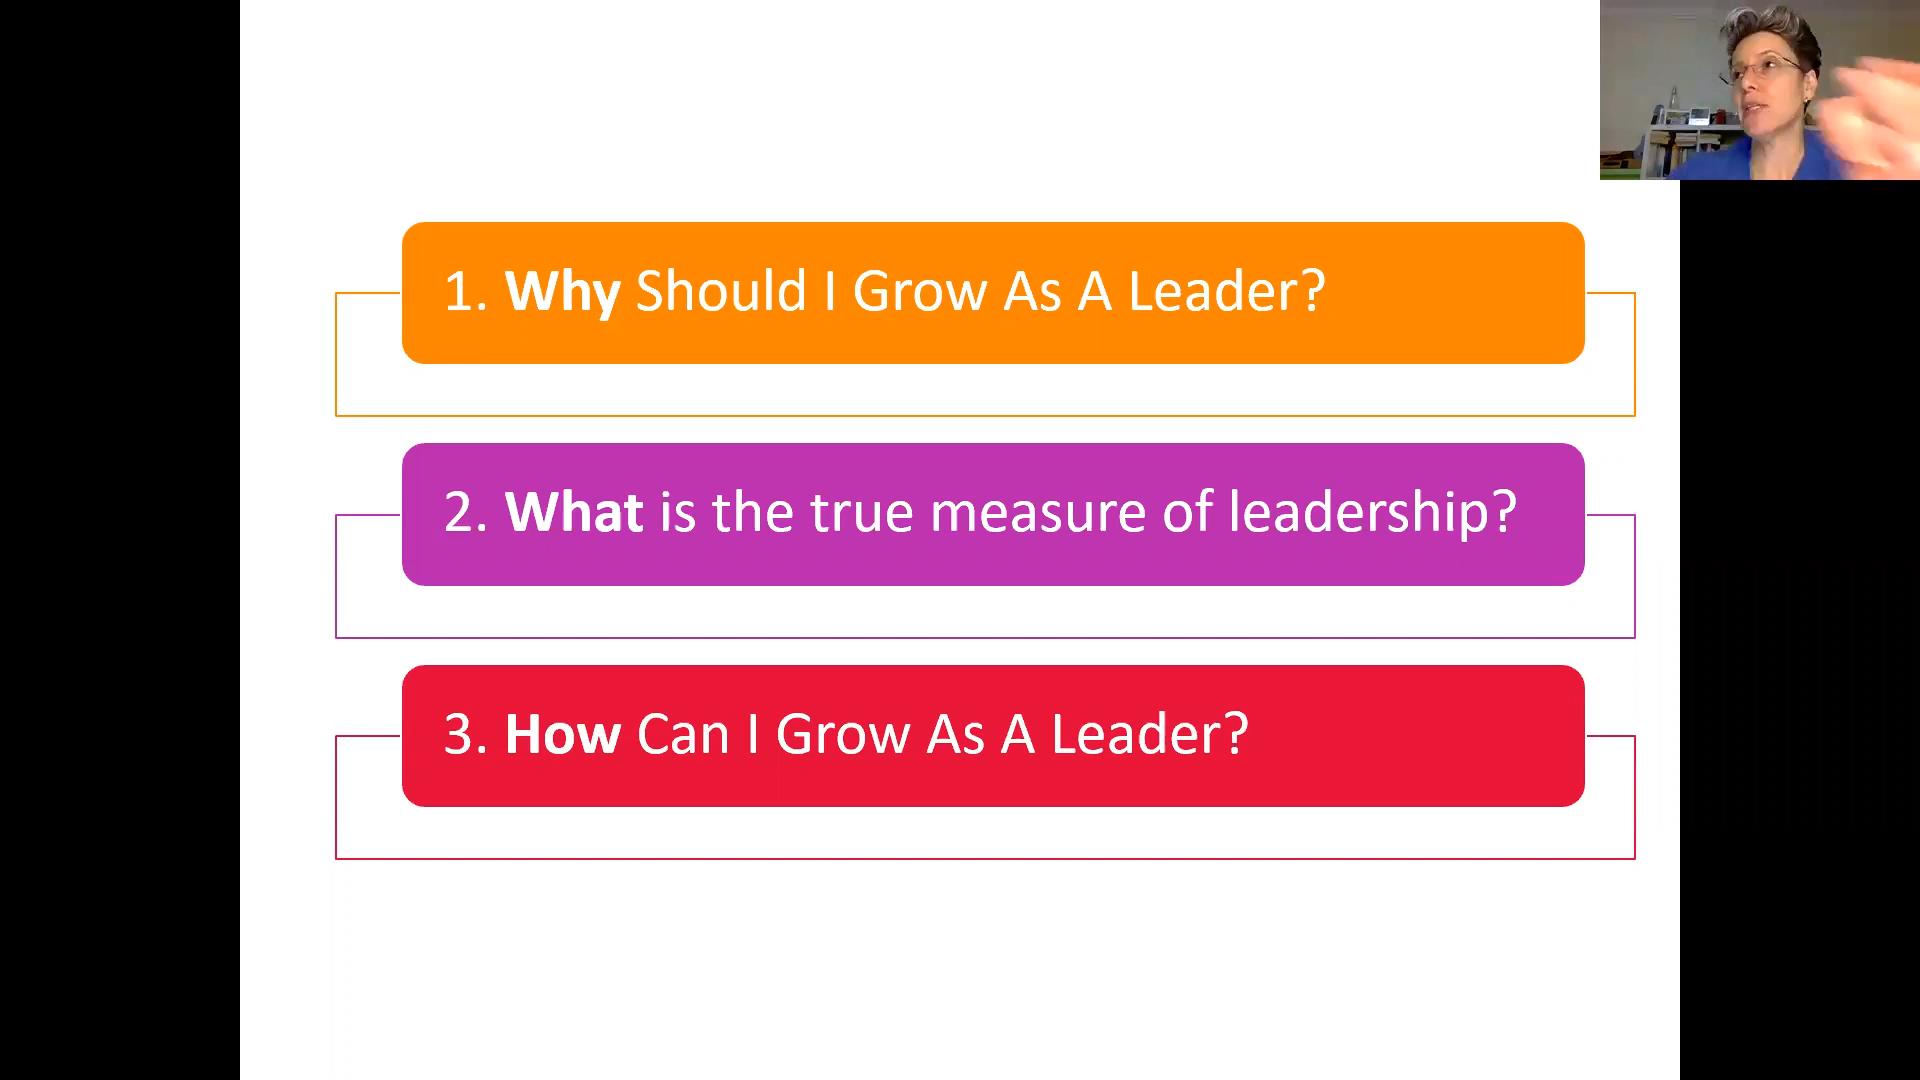 1. Why Should I Grow As A Leader?
2. What is the true measure of leadership?
3. How Can I Grow As A Leader?